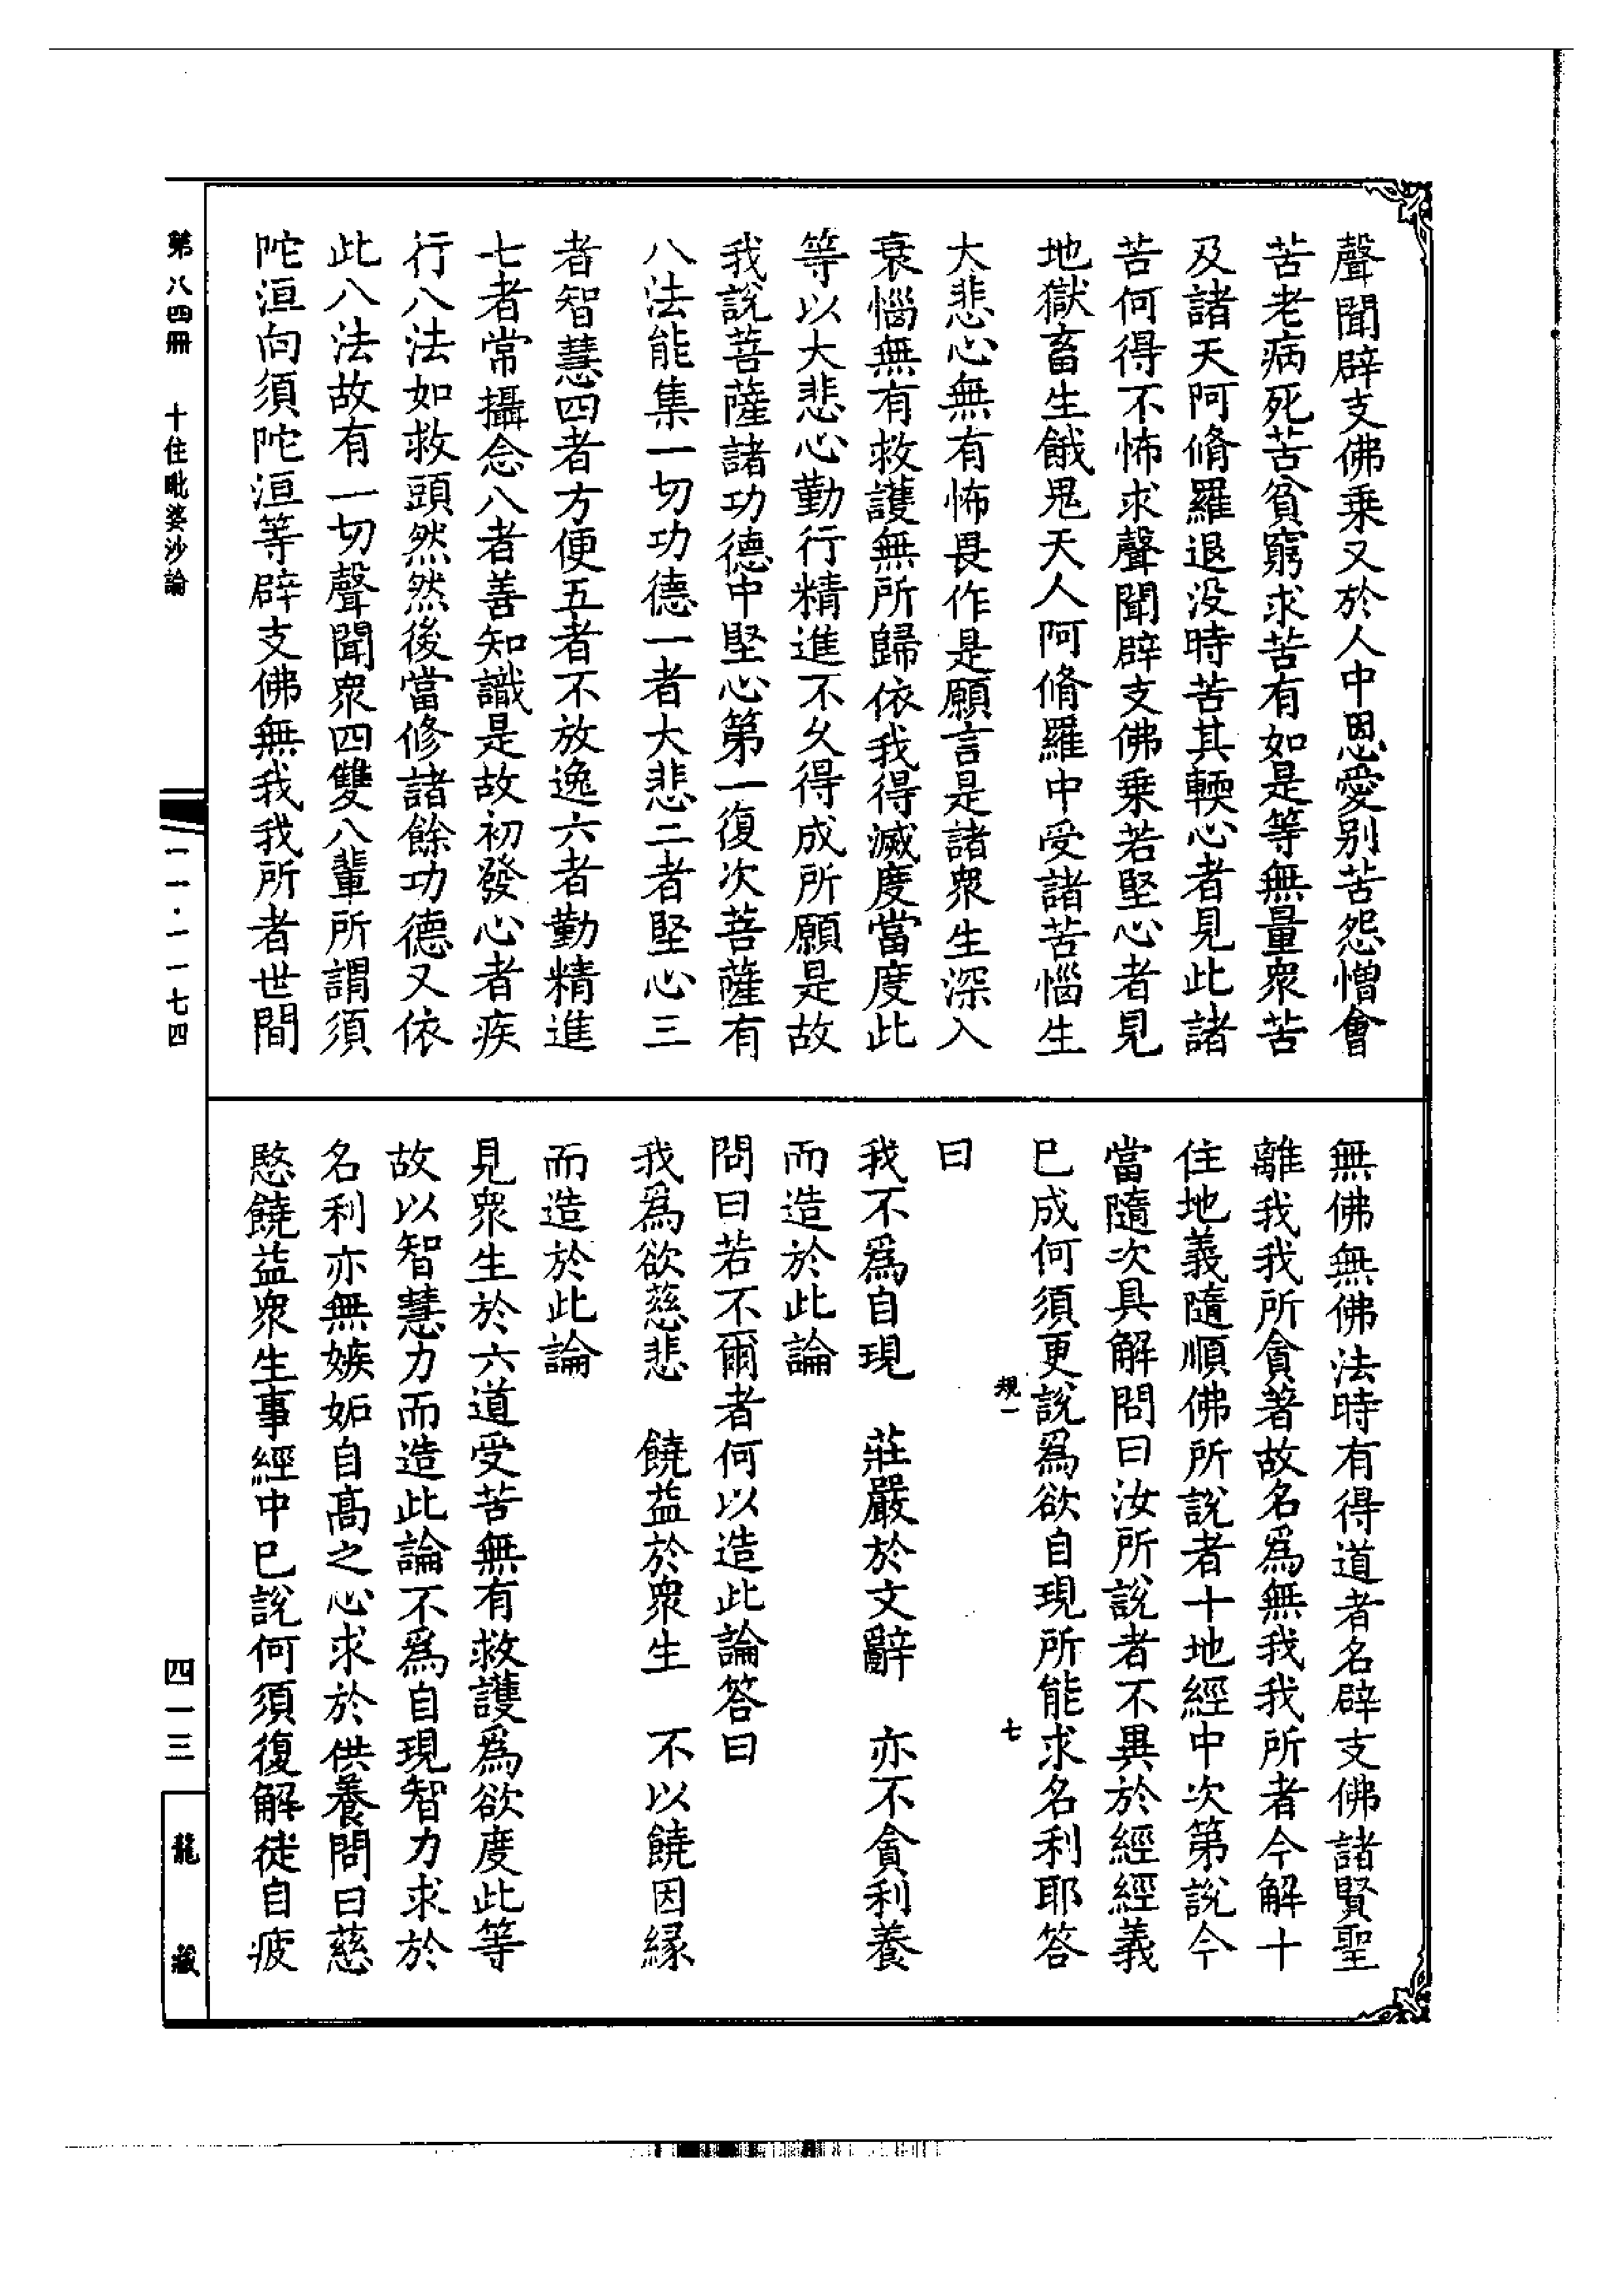 聲聞辟支佛乘又於人中恩愛別苦怨憎會
苦老病死苦貧窮求苦有如是等無量衆苦
及諸天阿脩羅退没時苦其輭心者見此諸
苦何得不怖求聲聞辟支佛乘若堅心者見
地獄畜生餓鬼天人阿脩羅中受諸苦惱生
大悲心無有怖畏作是願言是諸衆生深入
衰惱無有救護無所歸依我得滅度當度此
等以大悲心勤行精進不久得成所願是故
我說菩薩諸功德中堅心第一復次菩薩有
八法能集一切功德一者大悲二者堅心三
者智慧四者方便五者不放逸六者勤精進
七者常攝念八者善知識是故初發心者疾
行八法如救頭然然後當修諸餘功德又依
此八法故有一切聲聞衆四雙八輩所謂須
陀洹向須陀洹等辟支佛無我我所者世間
無佛無佛法時有得道者名辟支佛諸賢聖
離我我所貪著故名爲無我我所者今解十
住地義隨順佛所說者十地經中次第說今
當隨次具解問曰汝所說者不異於經經義
已成何須更說爲欲自現所能求名利耶答
規一 七
曰
我不爲自現 莊嚴於文辭 亦不貪利養
而造於此論
問曰若不爾者何以造此論答曰
我爲欲慈悲 饒益於衆生 不以饒因緣
而造於此論
見衆生於六道受苦無有救護爲欲度此等
故以智慧力而造此論不爲自現智力求於
名利亦無嫉妬自高之心求於供養問曰慈
愍饒益衆生事經中已說何須復解徒自疲
第八四冊 十住毗婆沙論
一一·一一七四
四一三
龍藏